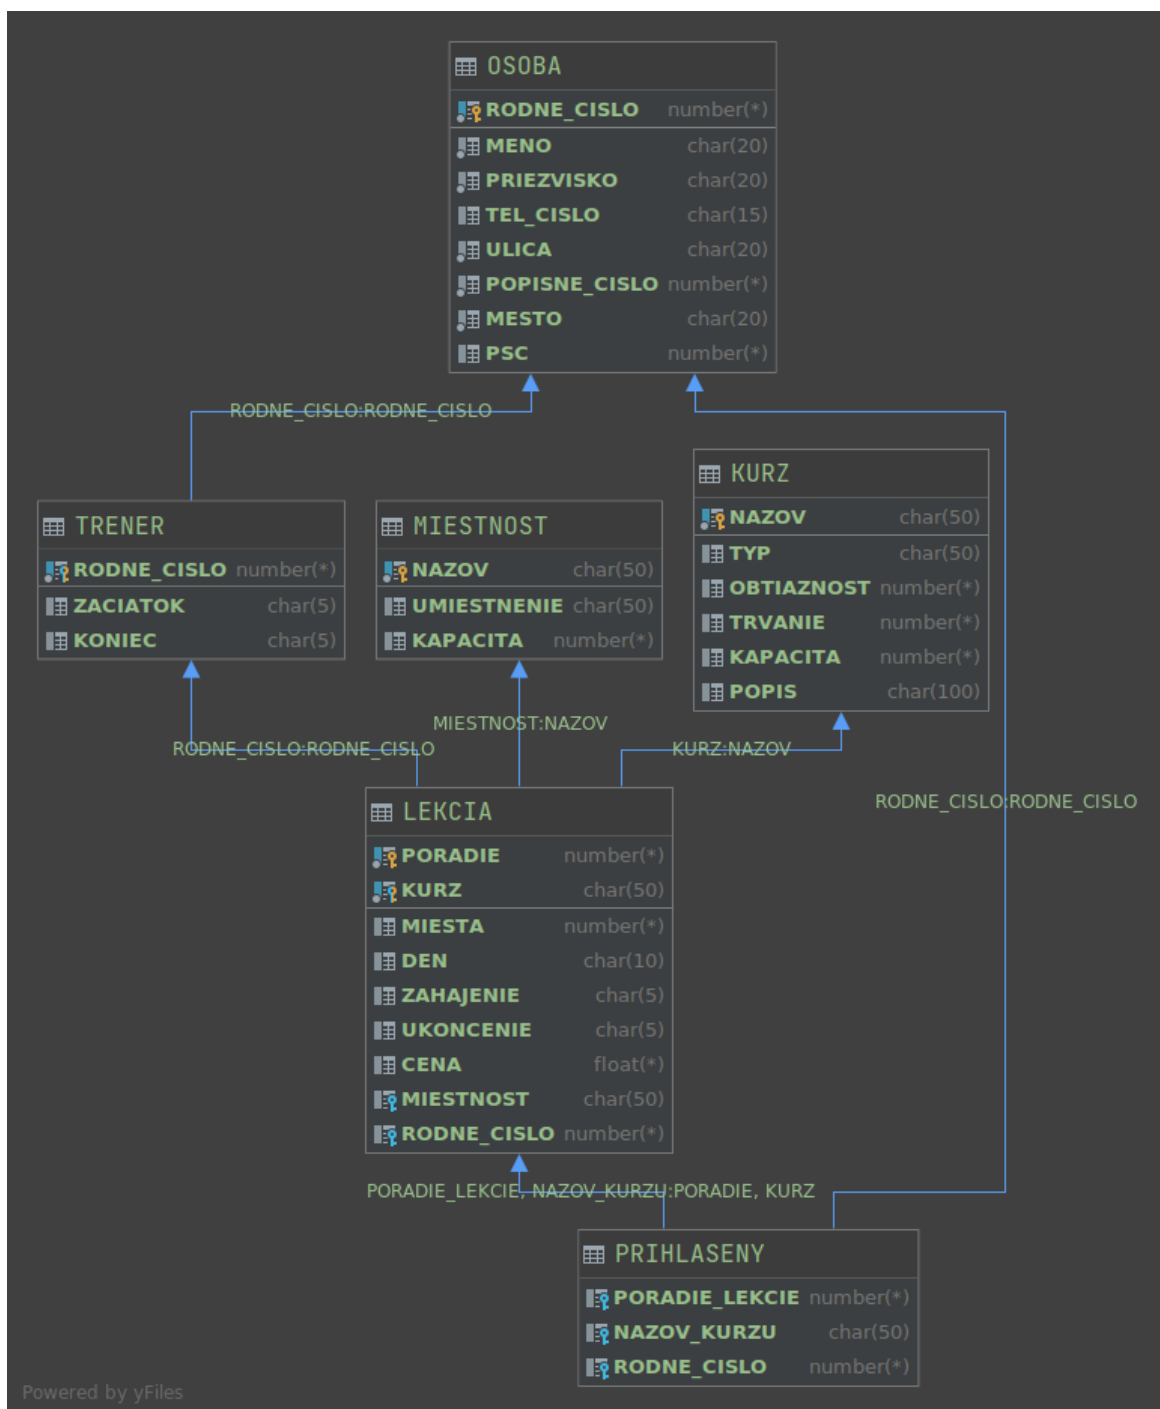 OSOBA
RODNE_CISLO number(*)
MENO char(20)
PRIEZVISKO char(20)
TEL_CISLO char(15)
ULICA char(20)
POPISNE_CISLO number(*)
MESTO char(20)
PSC number(*)
RODNE_CISLO:RODNE_CISLO
TRENER
RODNE_CISLO number(*)
ZACIATOK char(5)
KONIEC char(5)
MIESTNOST
NAZOV char(50)
UMIESTNENIE char(50)
KAPACITA number(*)
KURZ
NAZOV char(50)
TYP char(50)
OBTIAZNOST number(*)
TRVANIE number(*)
KAPACITA number(*)
POPIS char(100)
MIESTNOST:NAZOV
RODNE_CISLO:RODNE_CISLO
KURZ:NAZOV
RODNE_CISLO:RODNE_CISLO
LEKCIA
PORADIE number(*)
KURZ char(50)
MIESTA number(*)
DEN char(10)
ZAHAJENIE char(5)
UKONCENIE char(5)
CENA float(*)
MIESTNOST char(50)
RODNE_CISLO number(*)
PORADIE_LEKCIE, NAZOV_KURZU:PORADIE, KURZ
PRIHLASENY
PORADIE_LEKCIE number(*)
NAZOV_KURZU char(50)
RODNE_CISLO number(*)
Powered by yFiles